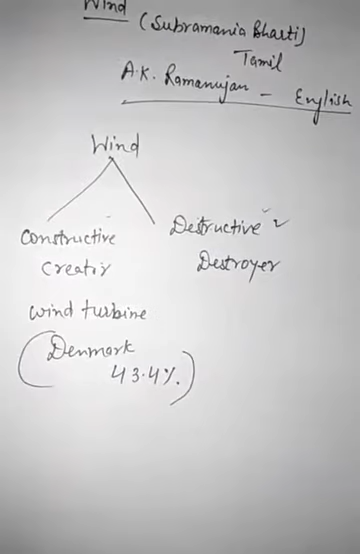 Wind (Subramania Bharti)
Tamil
A.K. Ramanujan - English
Wind
Constructive Destructive
creator Destroyer
wind turbine
(Denmark
43.4%.)